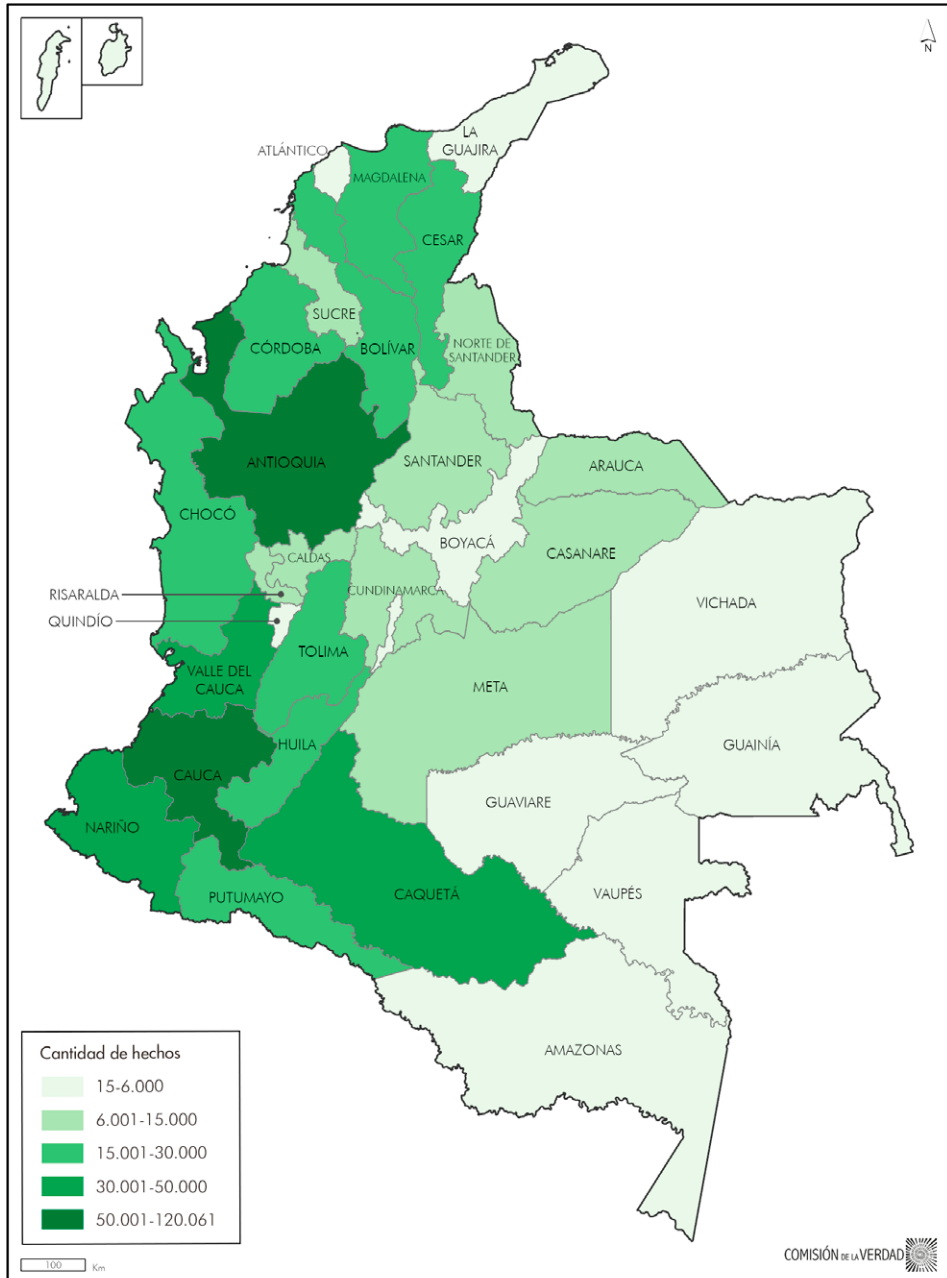 N
LA
GUAJIRA
ATLÁNTICO
MAGDALENA
CESAR
SUCRE
CÓRDOBA
BOLÍVAR
NORTE DE
SANTANDER
ANTIOQUIA
SANTANDER
ARAUCA
CHOCÓ
BOYACÁ
CASANARE
CALDAS
CUNDINAMARCA
RISARALDA
QUINDÍO
VICHADA
TOLIMA
VALLE DEL
CAUCA
META
GUAINÍA
HUILA
CAUCA
GUAVIARE
NARIÑO
PUTUMAYO
CAQUETÁ
VAUPÉS
AMAZONAS
Cantidad de hechos
15-6.000
6.001-15.000
15.001-30.000
30.001-50.000
50.001-120.061
100 Km
COMISIÓN DE LA VERDAD